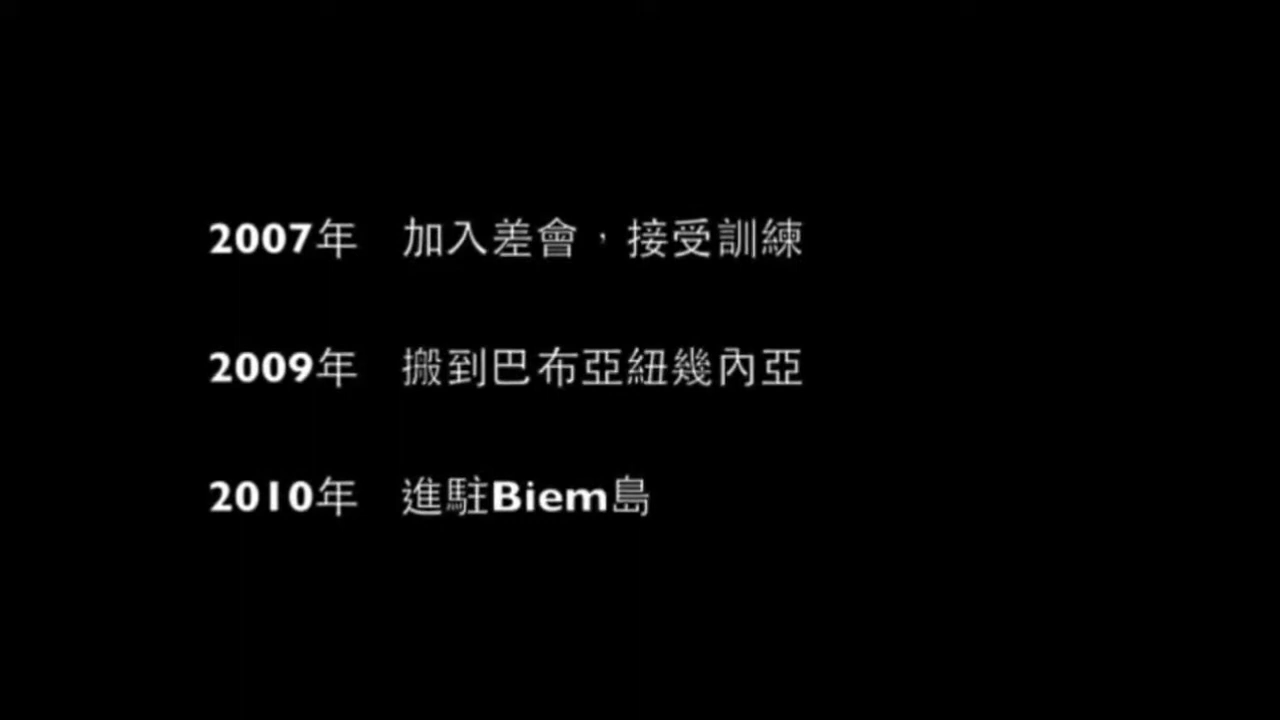 2007年 加入差會，接受訓練
2009年 搬到巴布亞紐幾內亞
2010年 進駐Biem島